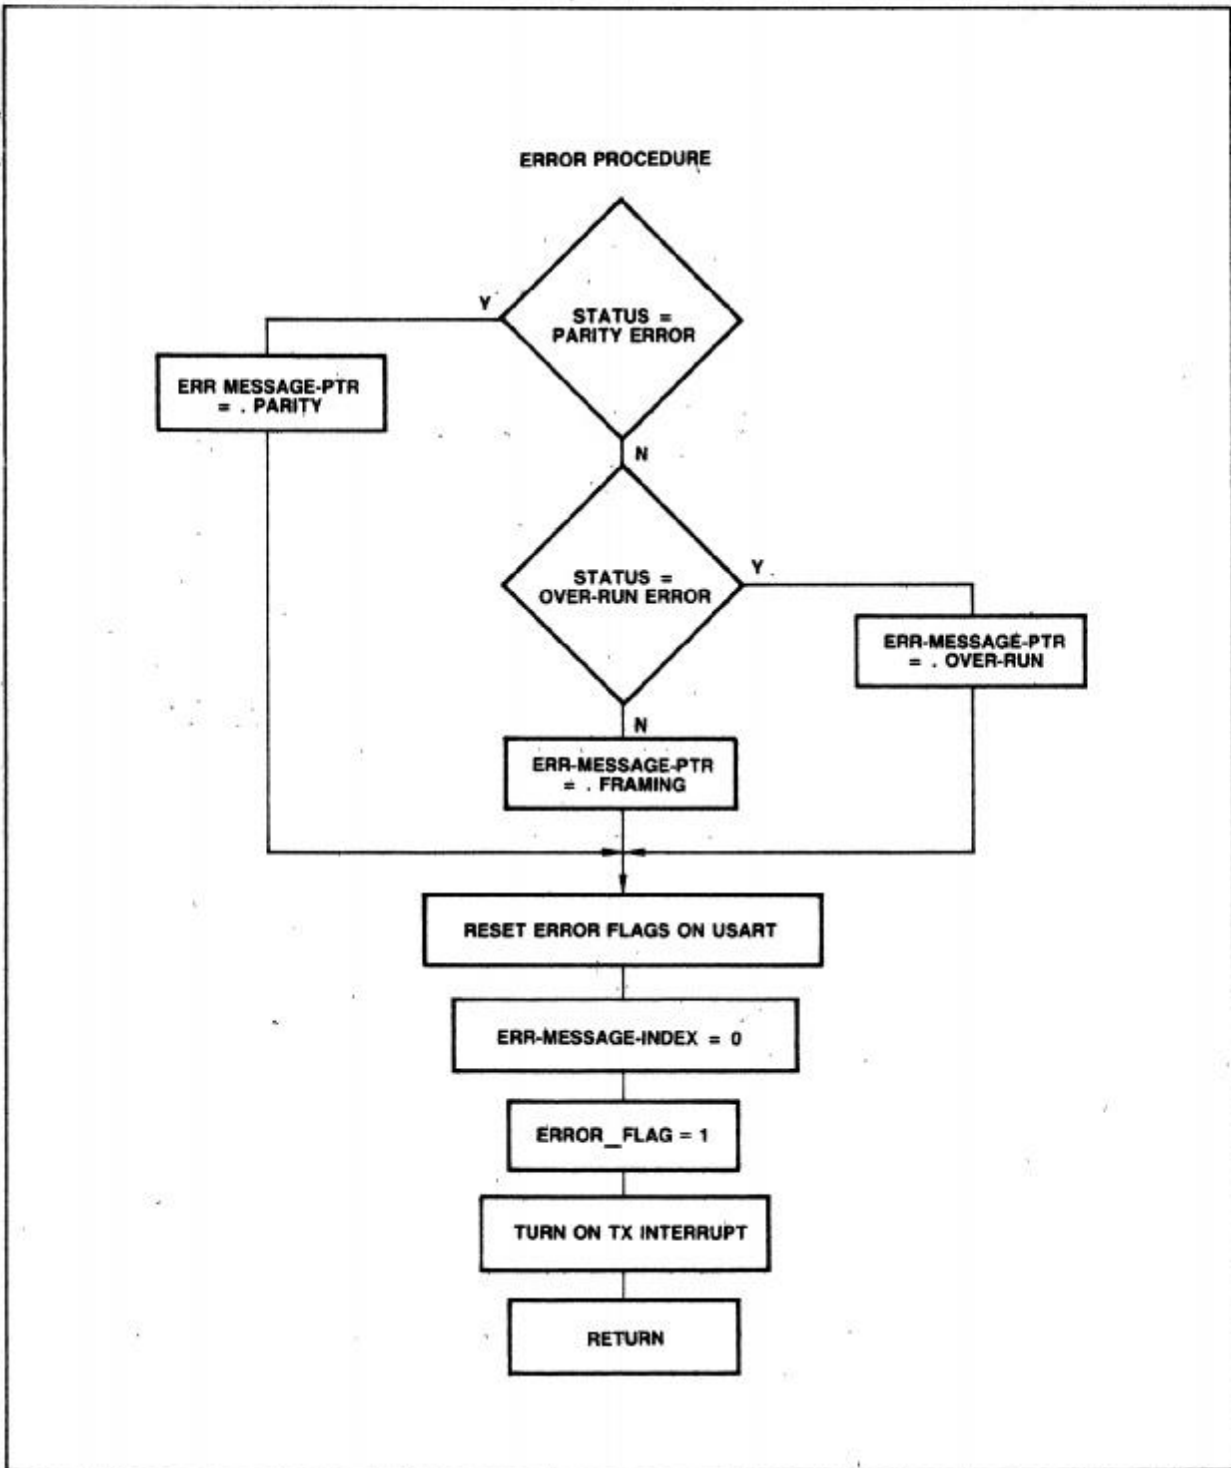 ERROR PROCEDURE
STATUS =
PARITY ERROR
Y
ERR MESSAGE-PTR
= . PARITY
N
STATUS =
OVER-RUN ERROR
Y
ERR-MESSAGE-PTR
= . OVER-RUN
N
ERR-MESSAGE-PTR
= . FRAMING
RESET ERROR FLAGS ON USART
ERR-MESSAGE-INDEX = 0
ERROR_FLAG = 1
TURN ON TX INTERRUPT
RETURN